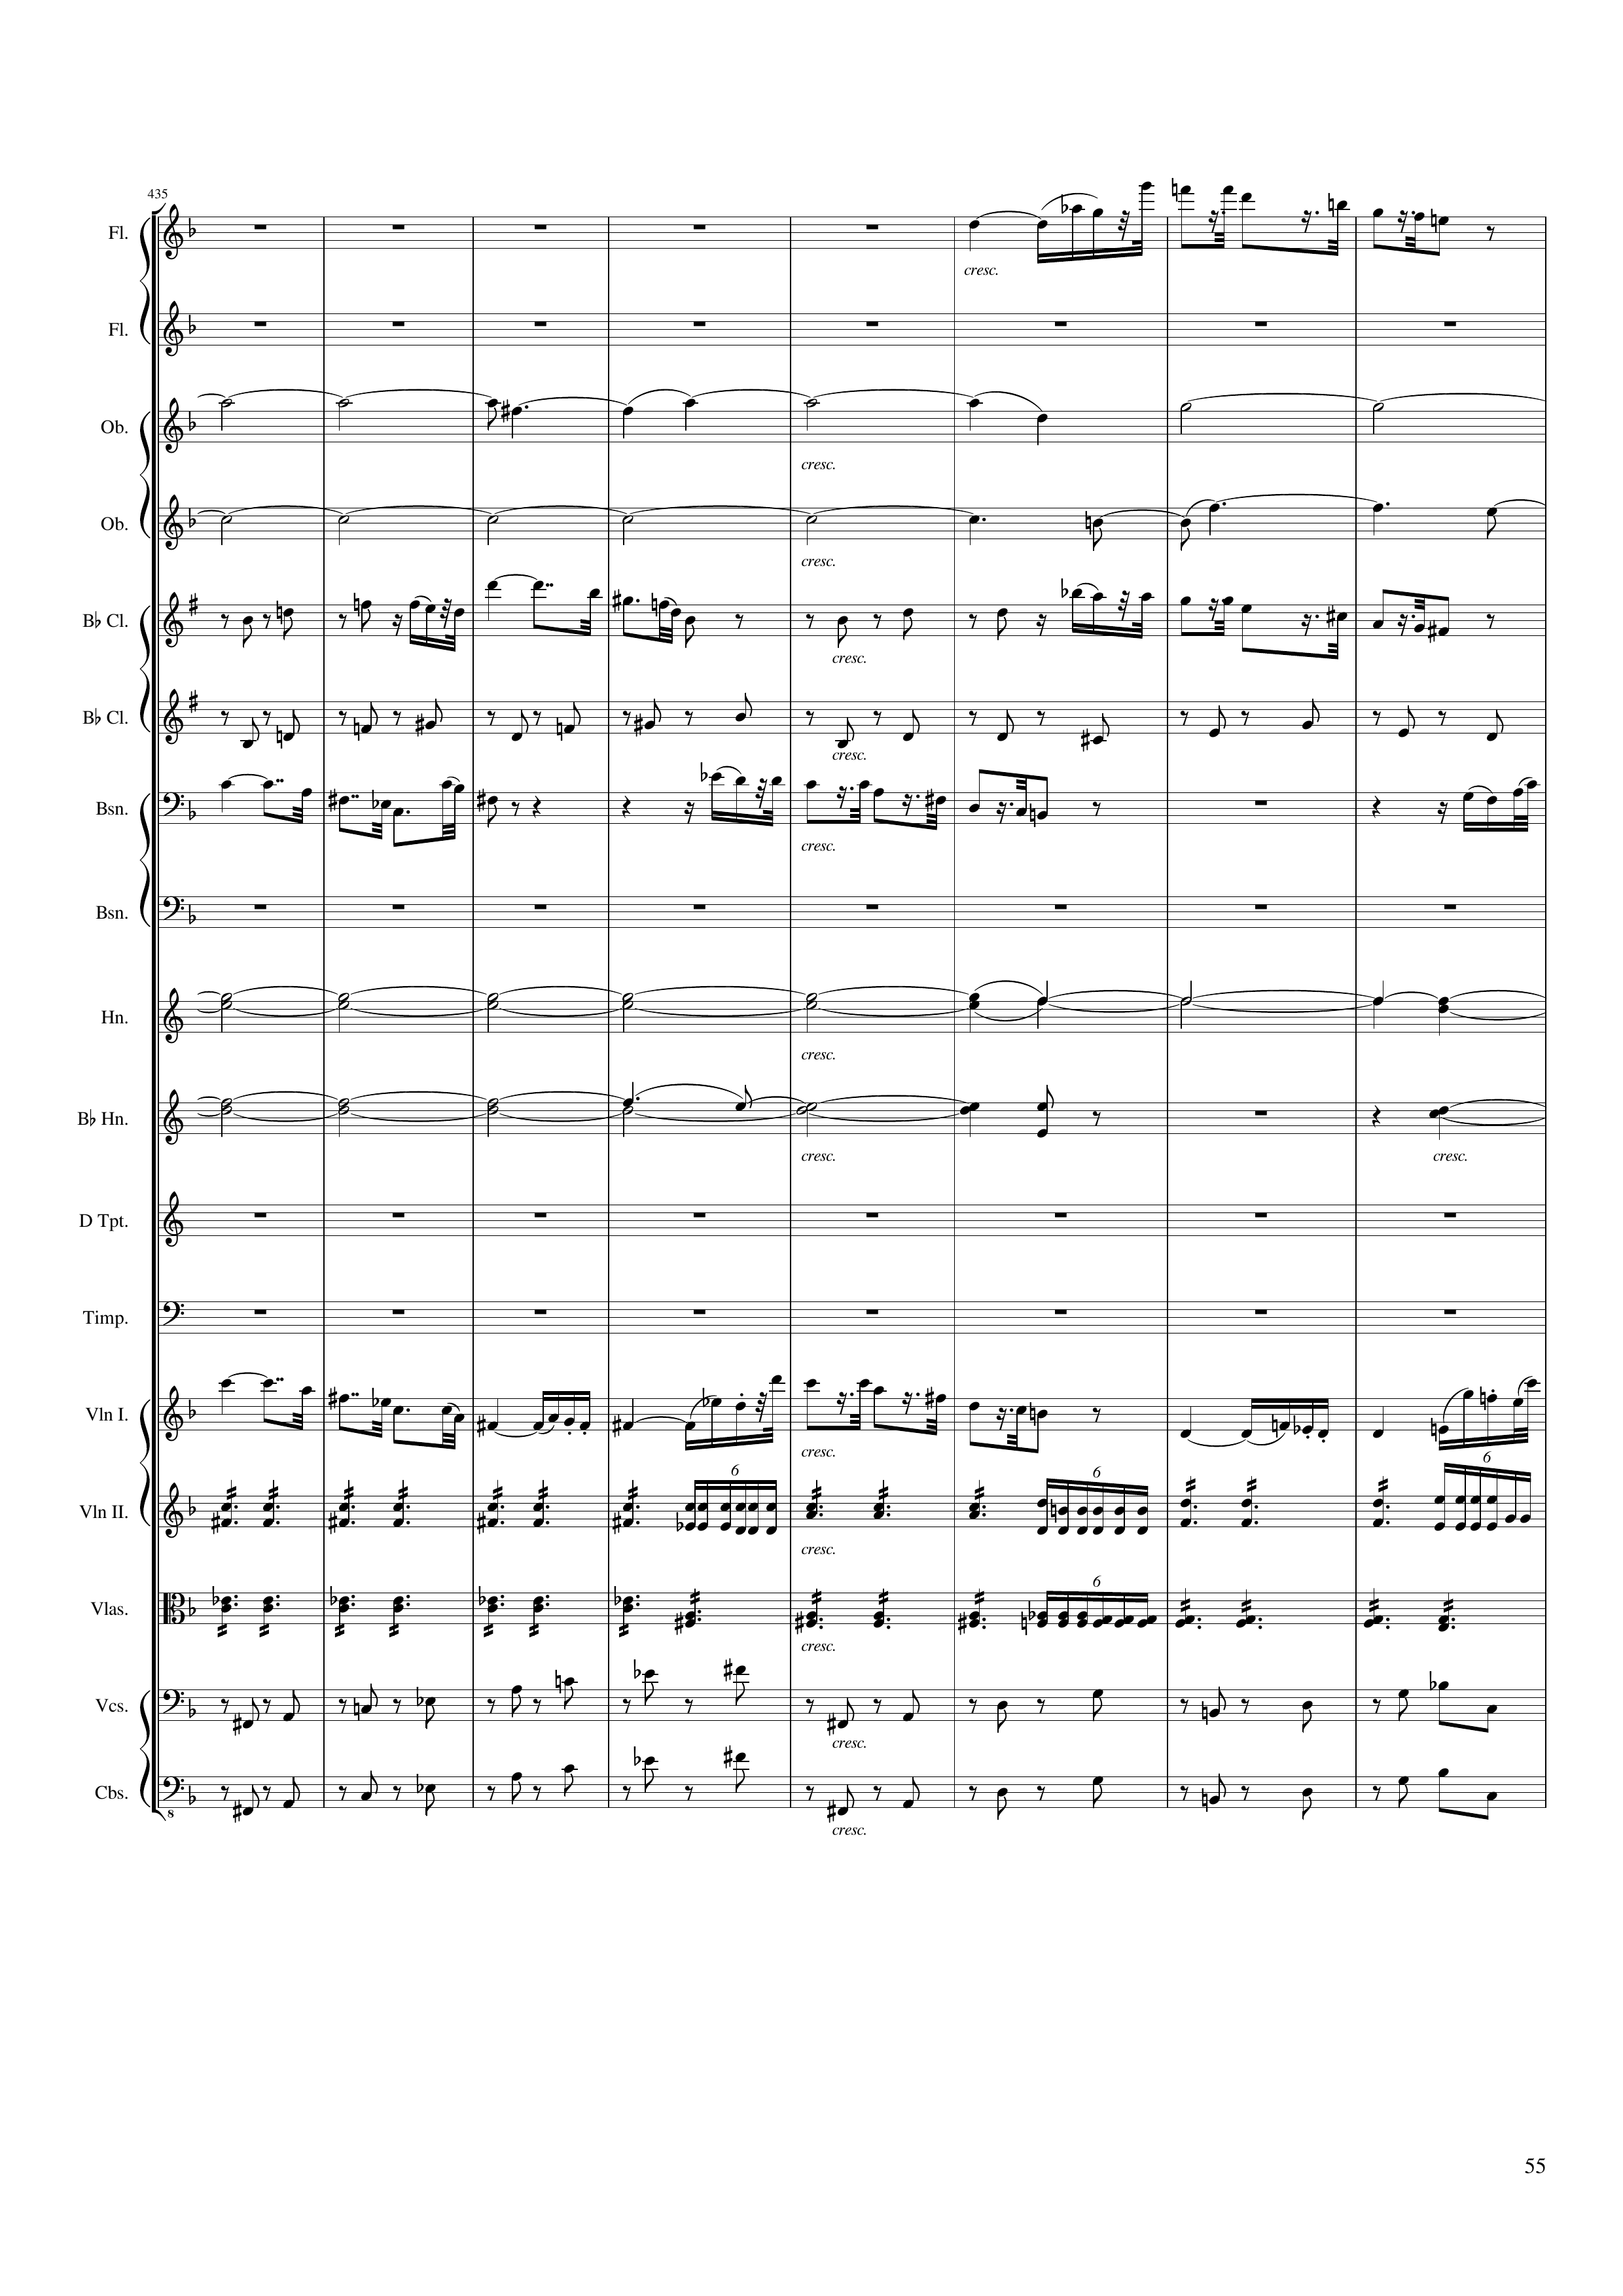 435
Fl.
cresc.
Fl.
Ob.
cresc.
Ob.
cresc.
B♭ Cl.
cresc.
B♭ Cl.
cresc.
Bsn.
cresc.
Bsn.
Hn.
cresc.
B♭ Hn.
cresc. cresc.
D Tpt.
Timp.
Vln I.
cresc.
6 6 6
Vln II.
cresc.
6
Vlas.
cresc.
Vcs.
cresc.
Cbs.
8
cresc.
55